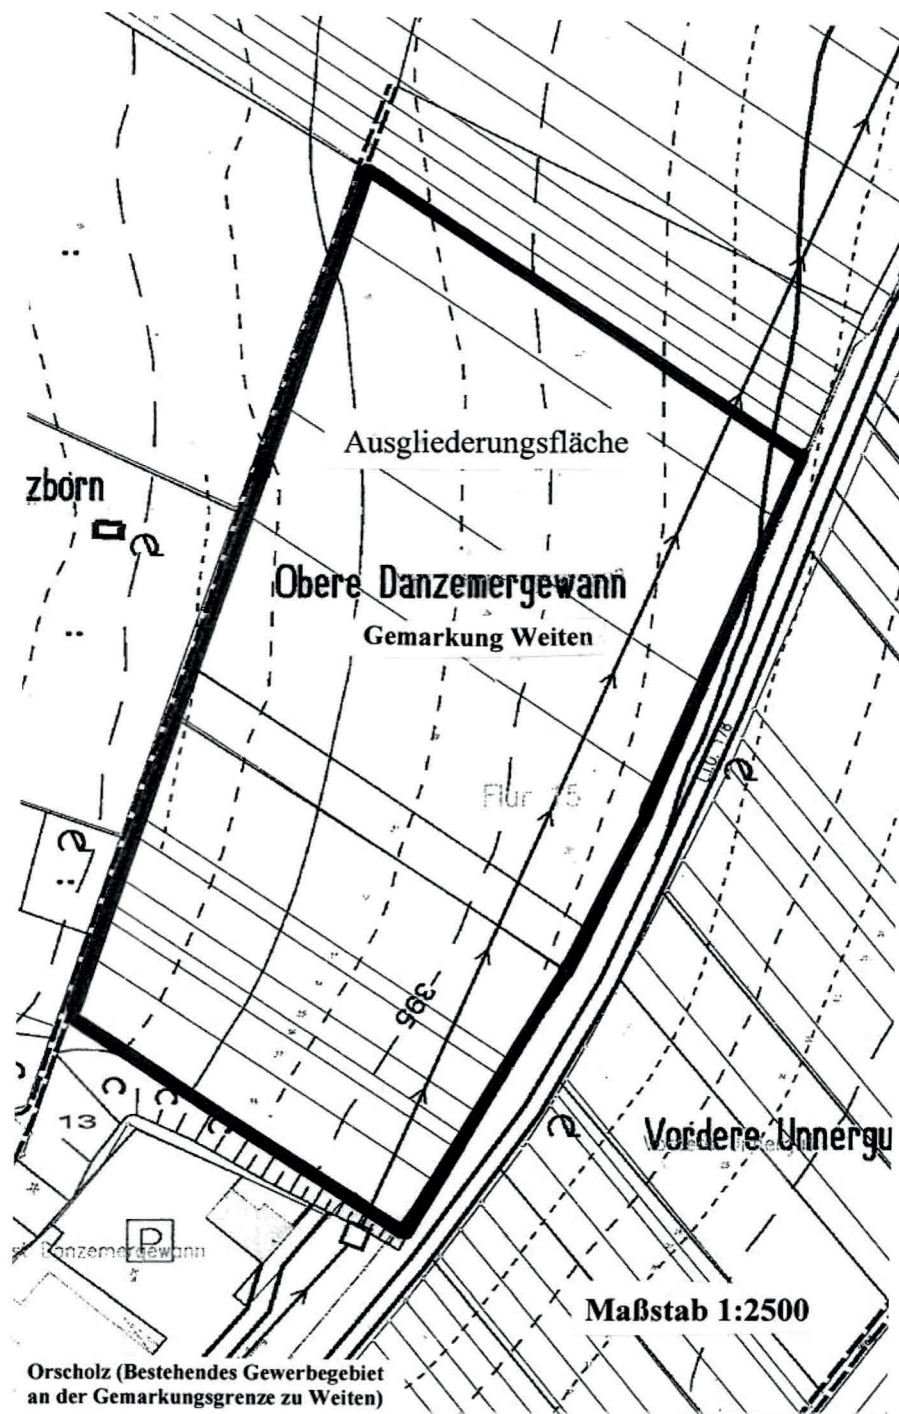 Ausgliederungsfläche
zborn
Obere Danzemergewann
Gemarkung Weiten
L.I.O. 178
Flur 15
395
13
Vordere Unnergu
P
Danzemergewann
Maßstab 1:2500
Orscholz (Bestehendes Gewerbegebiet
an der Gemarkungsgrenze zu Weiten)